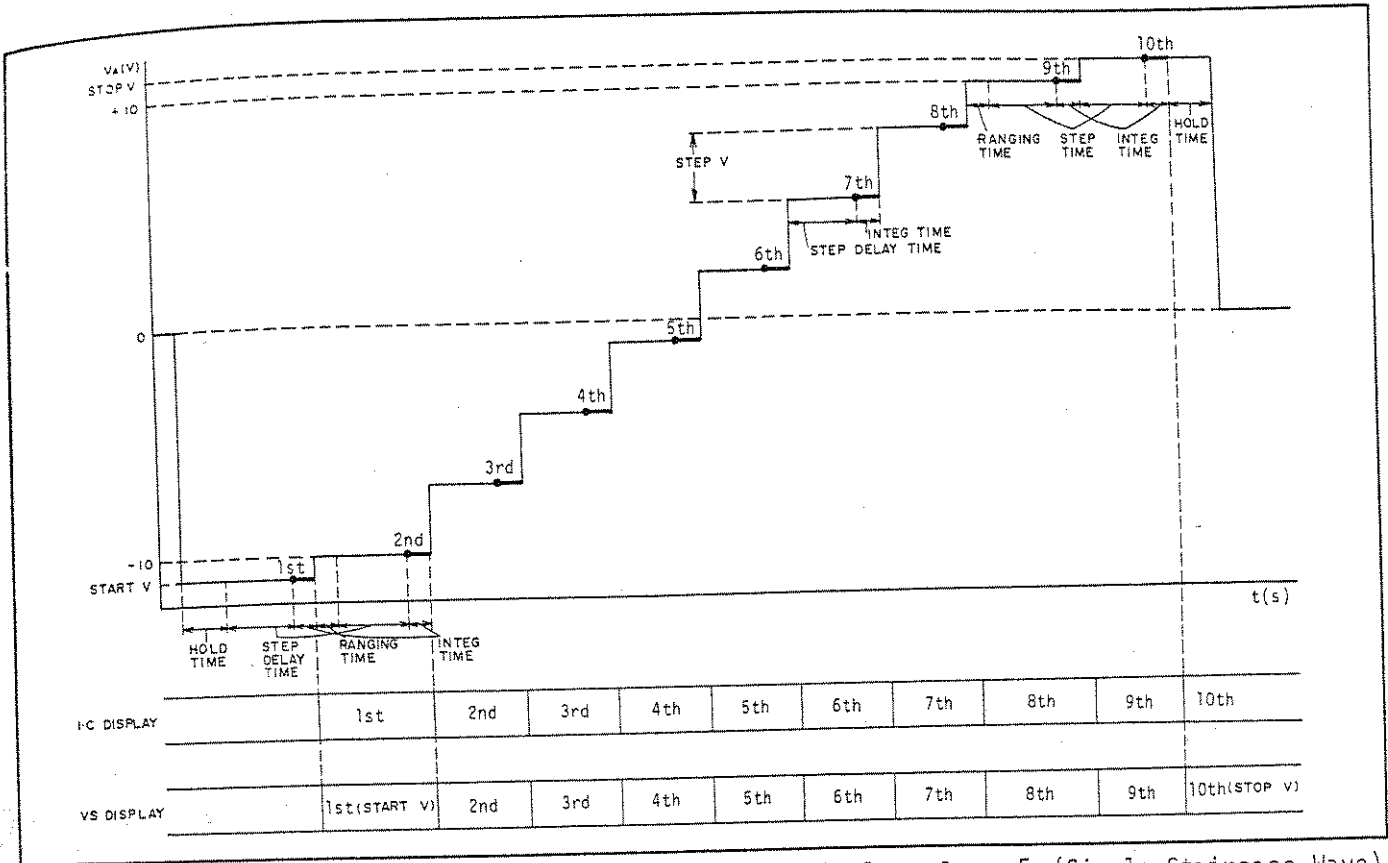 VA(V)
STOP V
+10
0
-10
START V
1st
2nd
3rd
4th
5th
6th
7th
8th
9th
10th
STEP V
INTEG TIME
STEP DELAY TIME
RANGING TIME
STEP TIME
INTEG TIME
HOLD TIME
t(s)
HOLD TIME
STEP DELAY TIME
RANGING TIME
INTEG TIME
I-C DISPLAY 1st 2nd 3rd 4th 5th 6th 7th 8th 9th 10th
VS DISPLAY 1st(START V) 2nd 3rd 4th 5th 6th 7th 8th 9th 10th(STOP V)